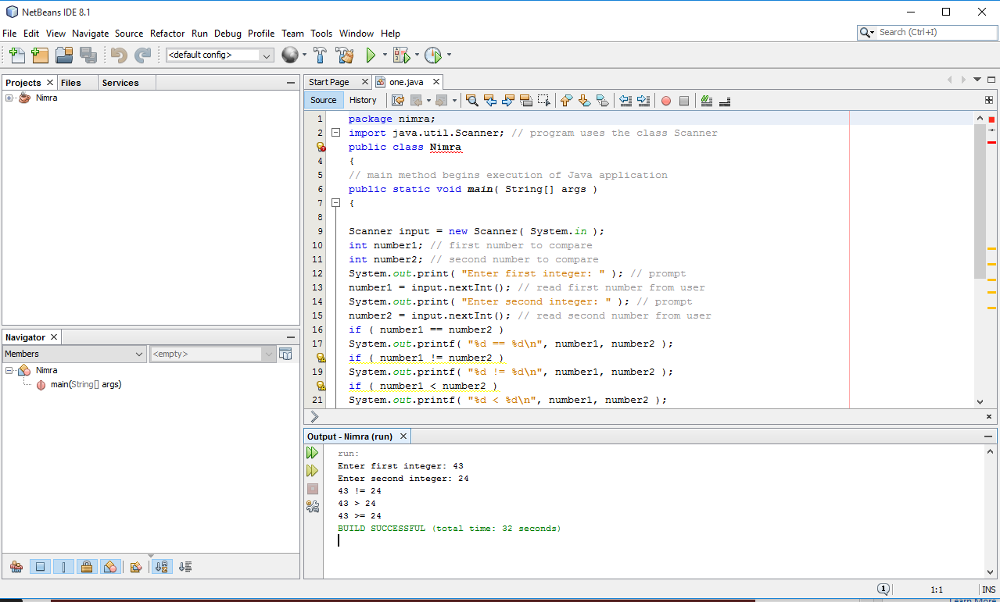 NetBeans IDE 8.1
File Edit View Navigate Source Refactor Run Debug Profile Team Tools Window Help
Search (Ctrl+I)
<default config>
Projects Files Services
Nimra
Start Page one.java
Source History
1 package nimra;
2 import java.util.Scanner; // program uses the class Scanner
public class Nimra
4 {
5 // main method begins execution of Java application
6 public static void main( String[] args )
7 {
8
9 Scanner input = new Scanner( System.in );
10 int number1; // first number to compare
11 int number2; // second number to compare
12 System.out.print( "Enter first integer: " ); // prompt
13 number1 = input.nextInt(); // read first number from user
14 System.out.print( "Enter second integer: " ); // prompt
15 number2 = input.nextInt(); // read second number from user
16 if ( number1 == number2 )
17 System.out.printf( "%d == %d\n", number1, number2 );
if ( number1 != number2 )
19 System.out.printf( "%d != %d\n", number1, number2 );
if ( number1 < number2 )
21 System.out.printf( "%d < %d\n", number1, number2 );
Navigator
Members <empty>
Nimra
main(String[] args)
Output - Nimra (run)
run:
Enter first integer: 43
Enter second integer: 24
43 != 24
43 > 24
43 >= 24
BUILD SUCCESSFUL (total time: 32 seconds)
1 1:1 INS
Learn More